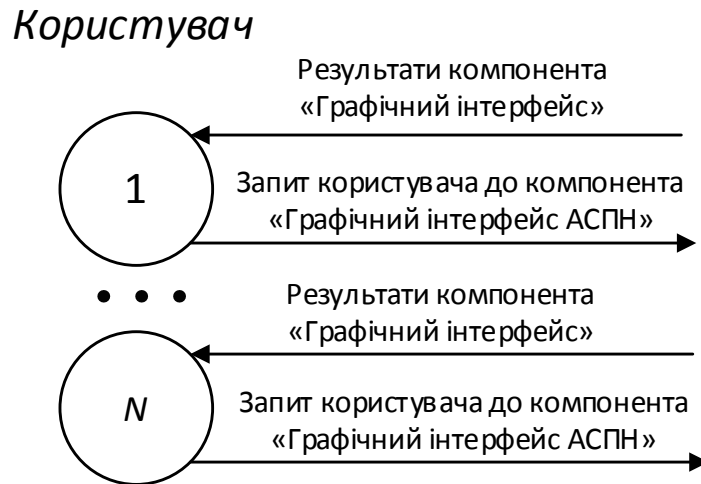 Користувач
Результати компонента
«Графічний інтерфейс»
1
Запит користувача до компонента
«Графічний інтерфейс АСПН»
• • •
Результати компонента
«Графічний інтерфейс»
N
Запит користувача до компонента
«Графічний інтерфейс АСПН»